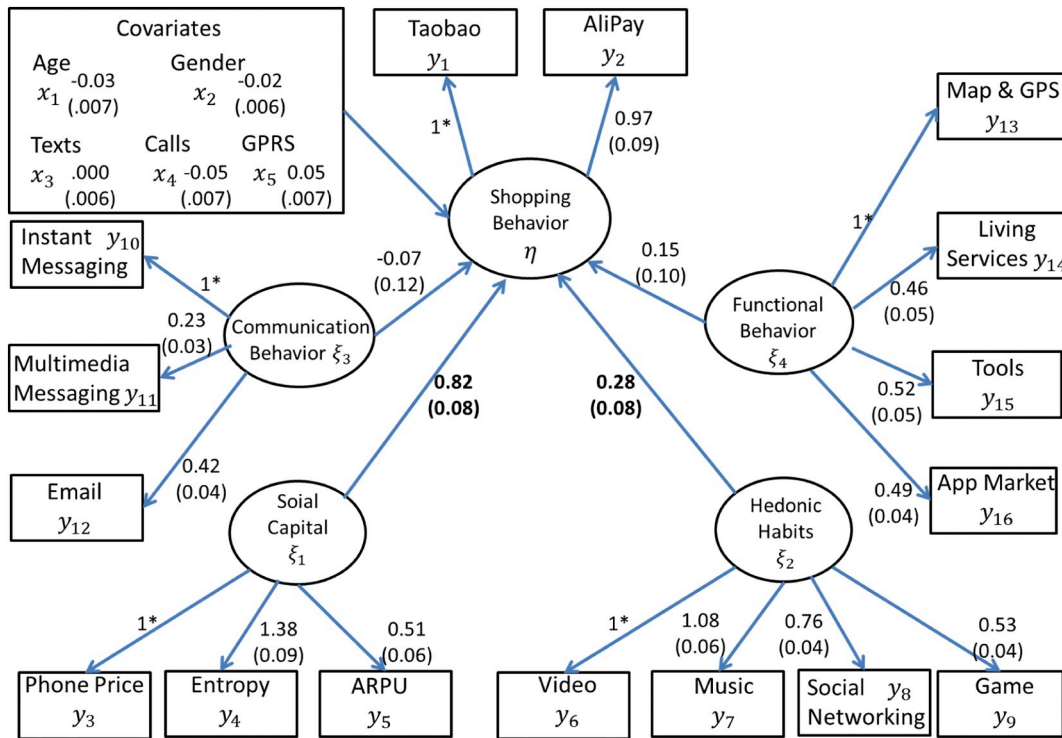 Covariates
Age
x₁ -0.03
(.007)
Gender
x₂ -0.02
(.006)
Texts
x₃ .000
(.006)
Calls
x₄ -0.05
(.007)
GPRS
x₅ 0.05
(.007)
Taobao
y₁
AliPay
y₂
1*
0.97
(0.09)
Shopping
Behavior
η
Map & GPS
y₁₃
1*
Living
Services y₁₄
0.46
(0.05)
Tools
y₁₅
0.52
(0.05)
App Market
y₁₆
0.49
(0.04)
Functional
Behavior
ξ₄
0.15
(0.10)
Instant y₁₀
Messaging
1*
Multimedia
Messaging y₁₁
0.23
(0.03)
Email
y₁₂
0.42
(0.04)
Communication
Behavior ξ₃
-0.07
(0.12)
0.82
(0.08)
0.28
(0.08)
Soial
Capital
ξ₁
Hedonic
Habits
ξ₂
1*
1.38
(0.09)
0.51
(0.06)
1*
1.08
(0.06)
0.76
(0.04)
0.53
(0.04)
Phone Price
y₃
Entropy
y₄
ARPU
y₅
Video
y₆
Music
y₇
Social y₈
Networking
Game
y₉